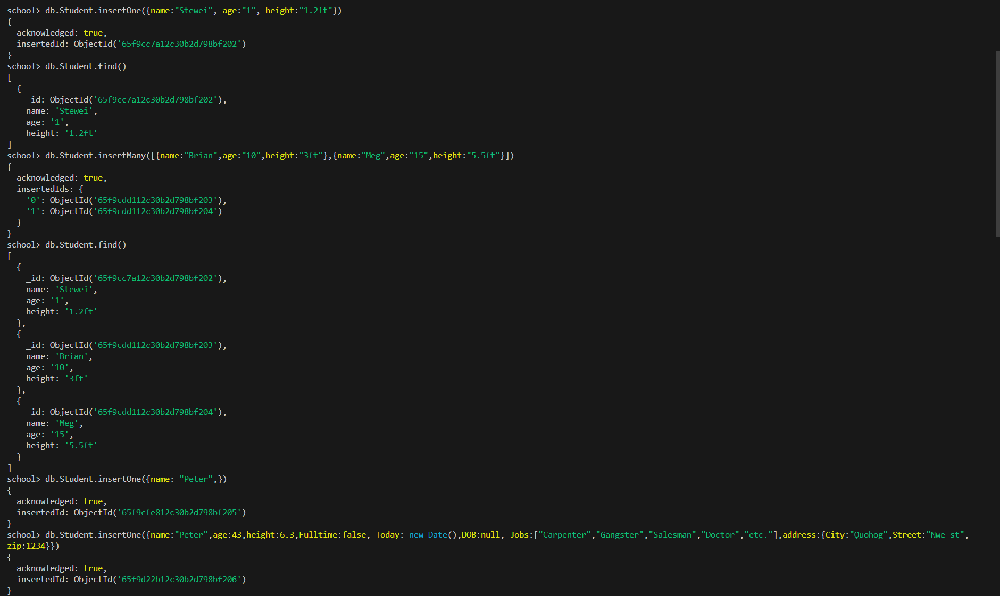 school> db.Student.insertOne({name:"Stewei", age:"1", height:"1.2ft"})
{
  acknowledged: true,
  insertedId: ObjectId('65f9cc7a12c30b2d798bf202')
}
school> db.Student.find()
[
  {
    _id: ObjectId('65f9cc7a12c30b2d798bf202'),
    name: 'Stewei',
    age: '1',
    height: '1.2ft'
]
school> db.Student.insertMany([{name:"Brian",age:"10",height:"3ft"},{name:"Meg",age:"15",height:"5.5ft"}])
{
  acknowledged: true,
  insertedIds: {
    '0': ObjectId('65f9cdd112c30b2d798bf203'),
    '1': ObjectId('65f9cdd112c30b2d798bf204')
  }
}
school> db.Student.find()
[
  {
    _id: ObjectId('65f9cc7a12c30b2d798bf202'),
    name: 'Stewei',
    age: '1',
    height: '1.2ft'
  },
  {
    _id: ObjectId('65f9cdd112c30b2d798bf203'),
    name: 'Brian',
    age: '10',
    height: '3ft'
  },
  {
    _id: ObjectId('65f9cdd112c30b2d798bf204'),
    name: 'Meg',
    age: '15',
    height: '5.5ft'
  }
]
school> db.Student.insertOne({name: "Peter",})
{
  acknowledged: true,
  insertedId: ObjectId('65f9cfe812c30b2d798bf205')
}
school> db.Student.insertOne({name:"Peter",age:43,height:6.3,Fulltime:false, Today: new Date(),DOB:null, Jobs:["Carpenter","Gangster","Salesman","Doctor","etc."],address:{City:"Quohog",Street:"Nwe st",
zip:1234}})
{
  acknowledged: true,
  insertedId: ObjectId('65f9d22b12c30b2d798bf206')
}